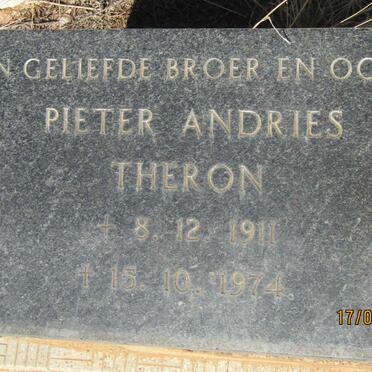 N GELIEFDE BROER EN OO
PIETER ANDRIES
THERON
+ 8. 12. 1911
† 15. 10. 1974.
17/0